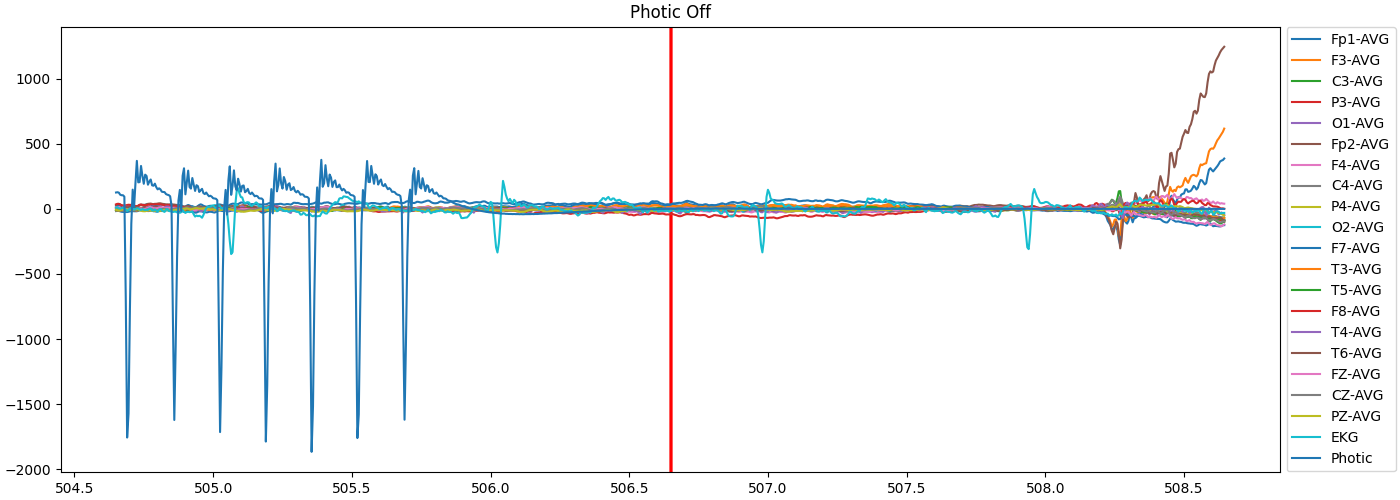 Photic Off
1000
500
0
−500
−1000
−1500
−2000
504.5 505.0 505.5 506.0 506.5 507.0 507.5 508.0 508.5
Fp1-AVG
F3-AVG
C3-AVG
P3-AVG
O1-AVG
Fp2-AVG
F4-AVG
C4-AVG
P4-AVG
O2-AVG
F7-AVG
T3-AVG
T5-AVG
F8-AVG
T4-AVG
T6-AVG
FZ-AVG
CZ-AVG
PZ-AVG
EKG
Photic